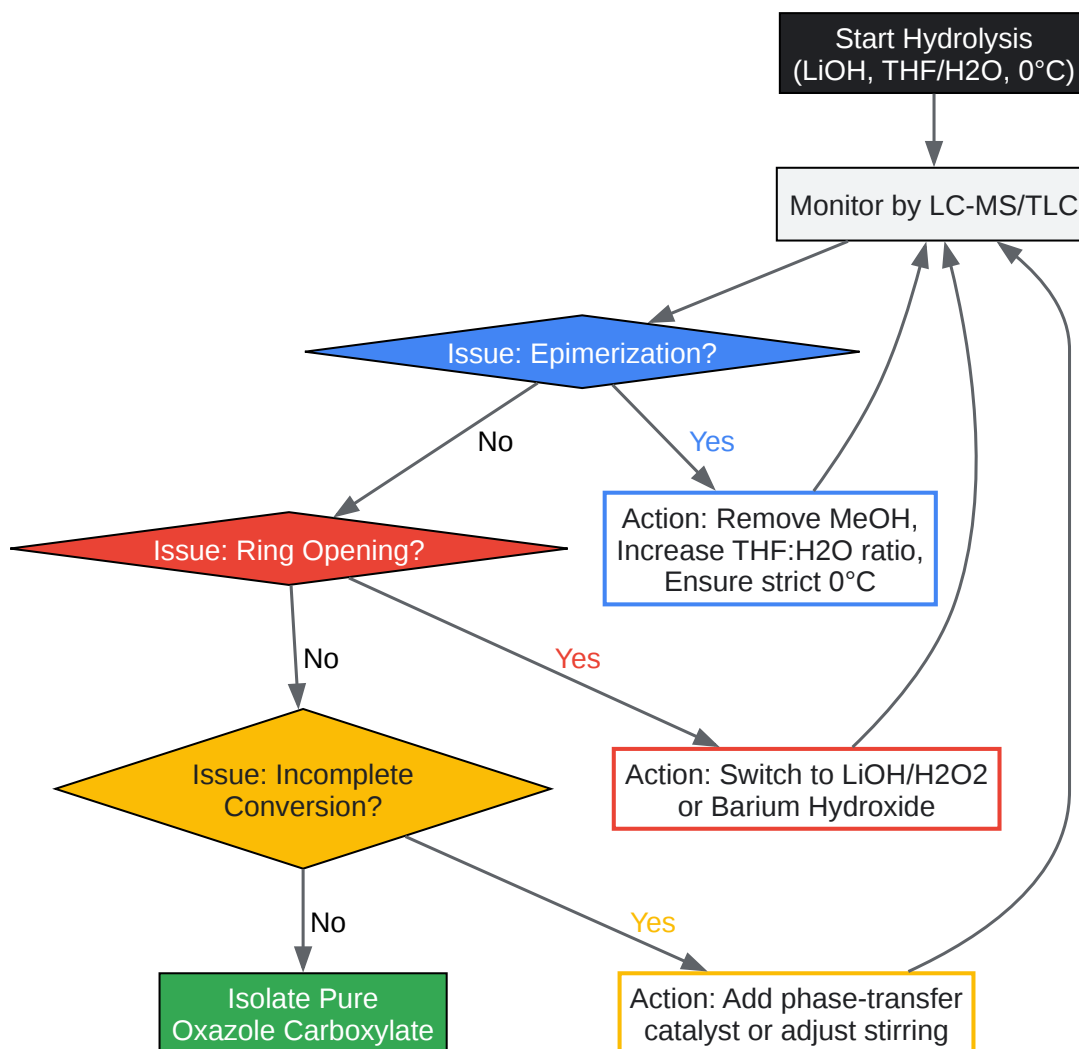 Start Hydrolysis
(LiOH, THF/H2O, 0°C)
Monitor by LC-MS/TLC
Issue: Epimerization?
No
Yes
Action: Remove MeOH,
Increase THF:H2O ratio,
Ensure strict 0°C
Issue: Ring Opening?
No
Yes
Action: Switch to LiOH/H2O2
or Barium Hydroxide
Issue: Incomplete
Conversion?
No
Yes
Isolate Pure
Oxazole Carboxylate
Action: Add phase-transfer
catalyst or adjust stirring